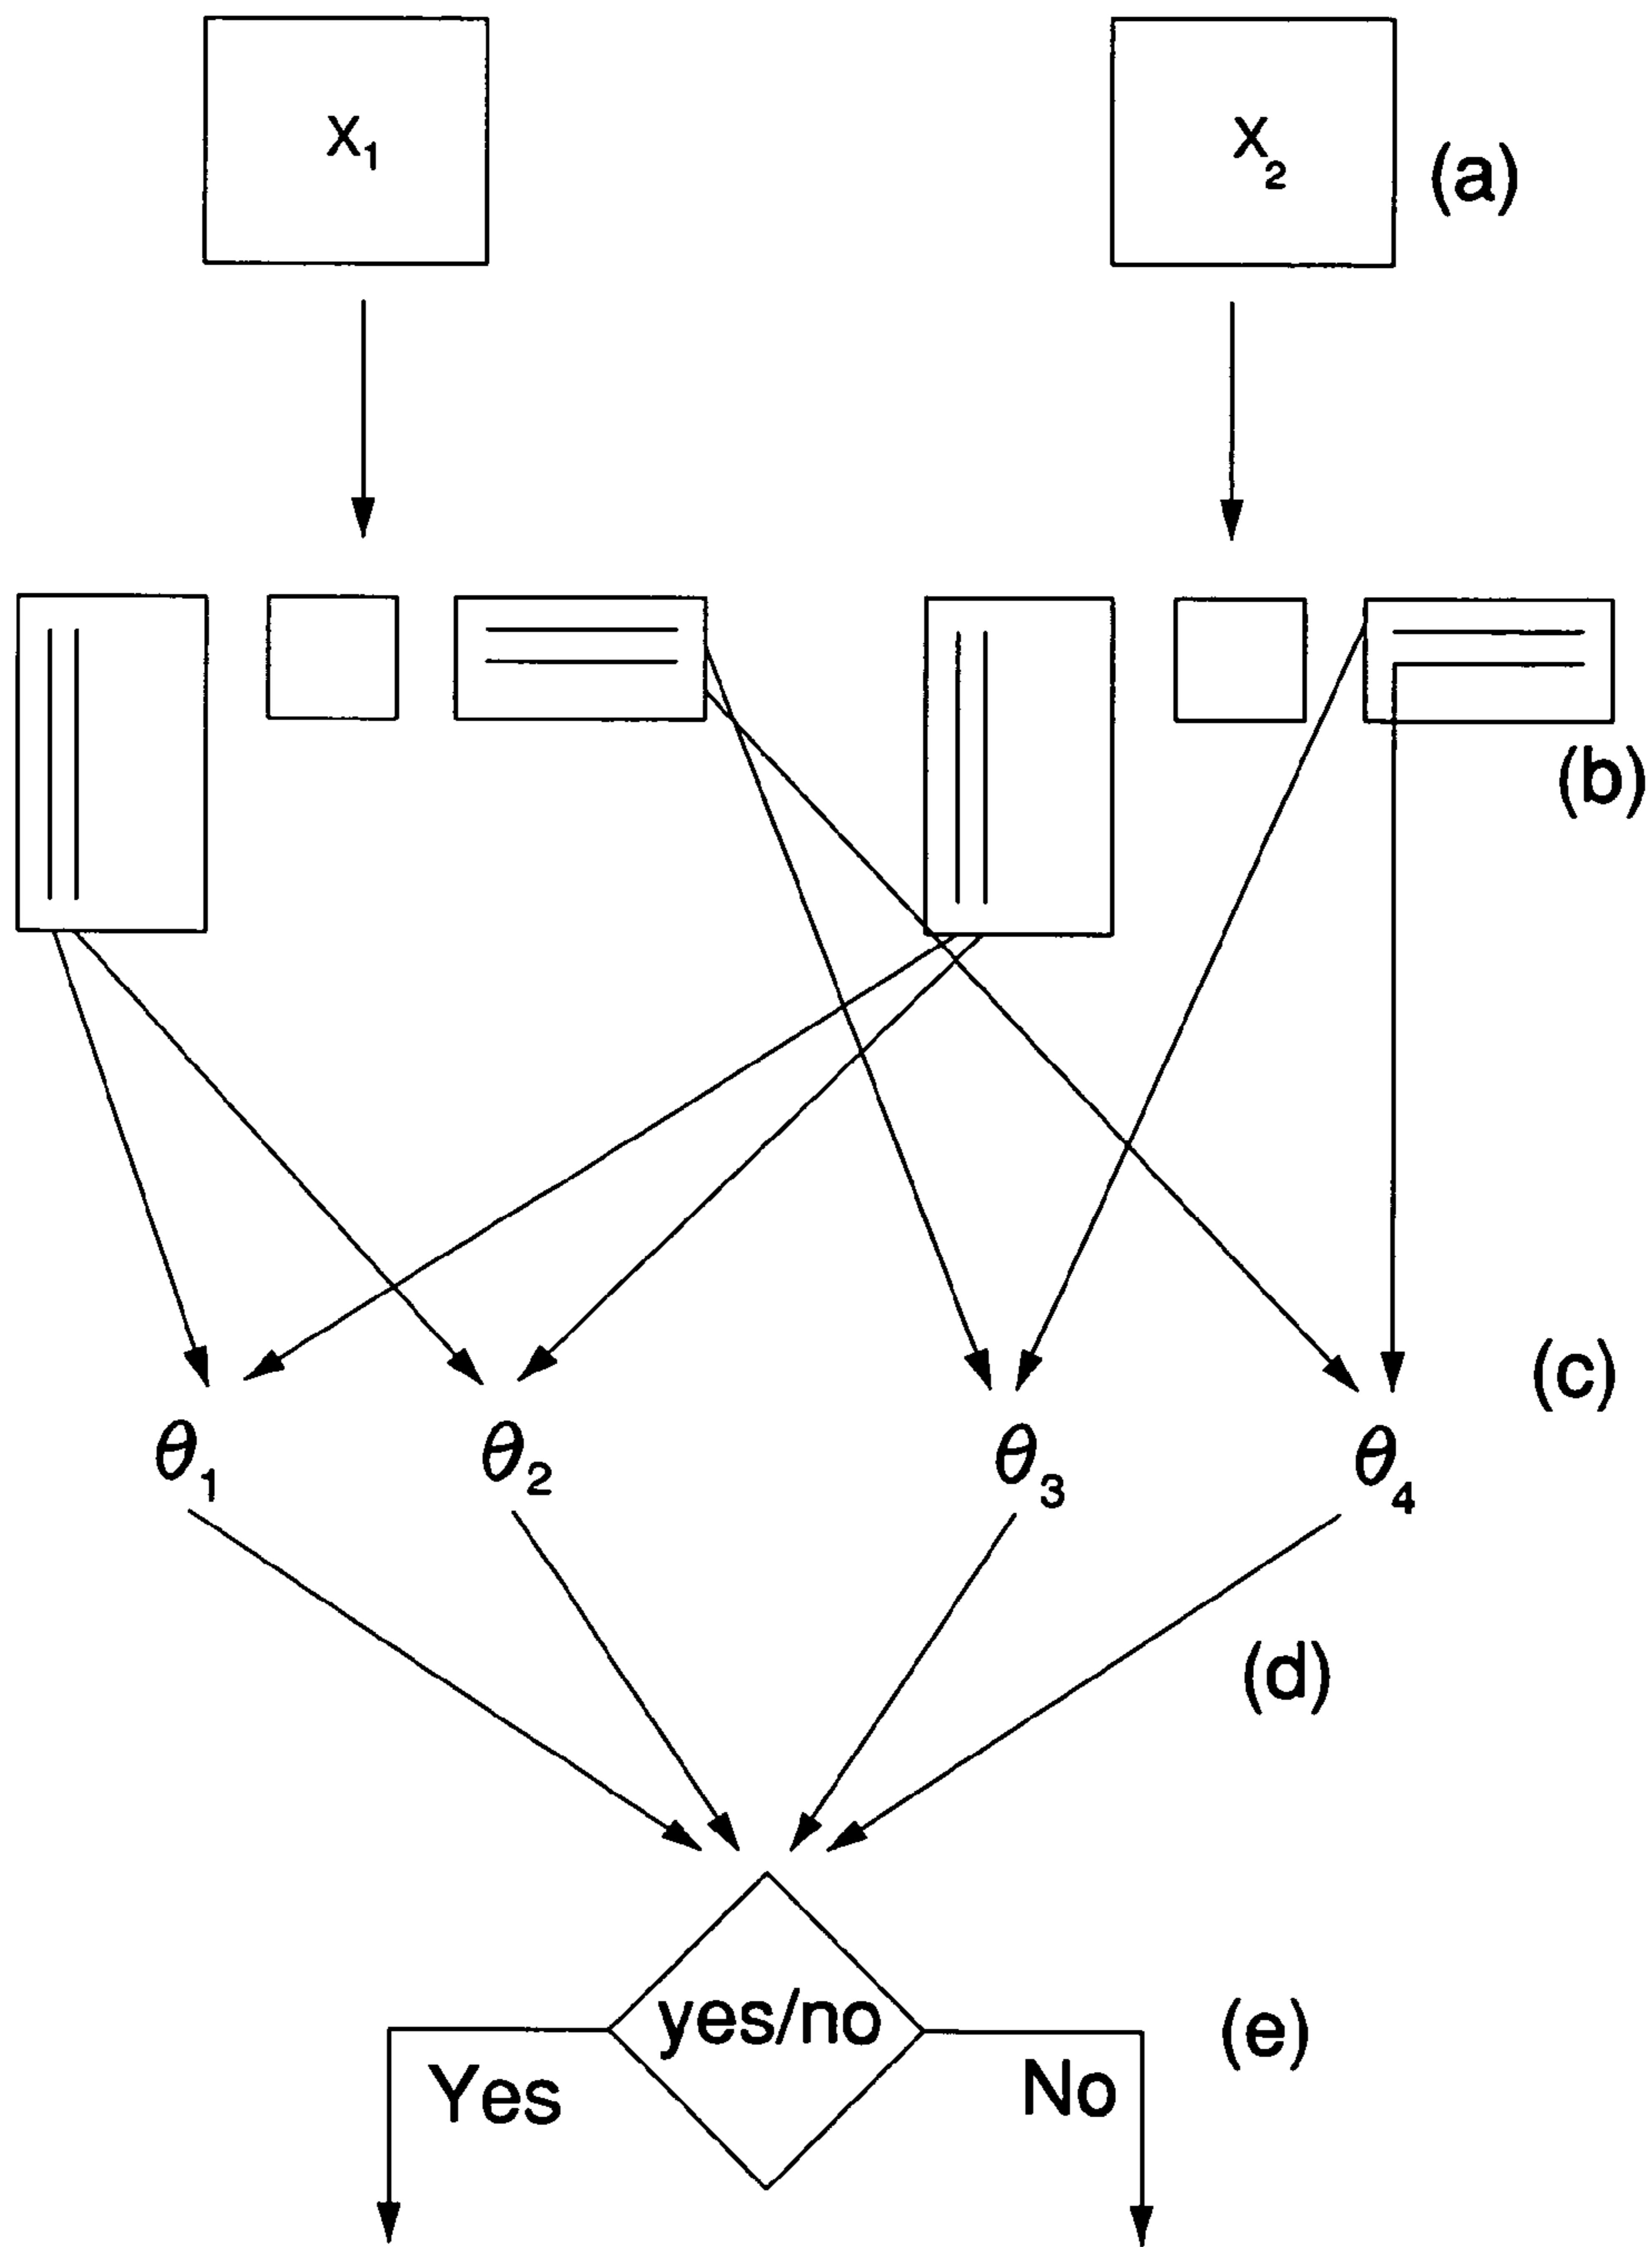 X₁ X₂ (a)
(b)
(c)
θ₁ θ₂ θ₃ θ₄
(d)
yes/no (e)
Yes No